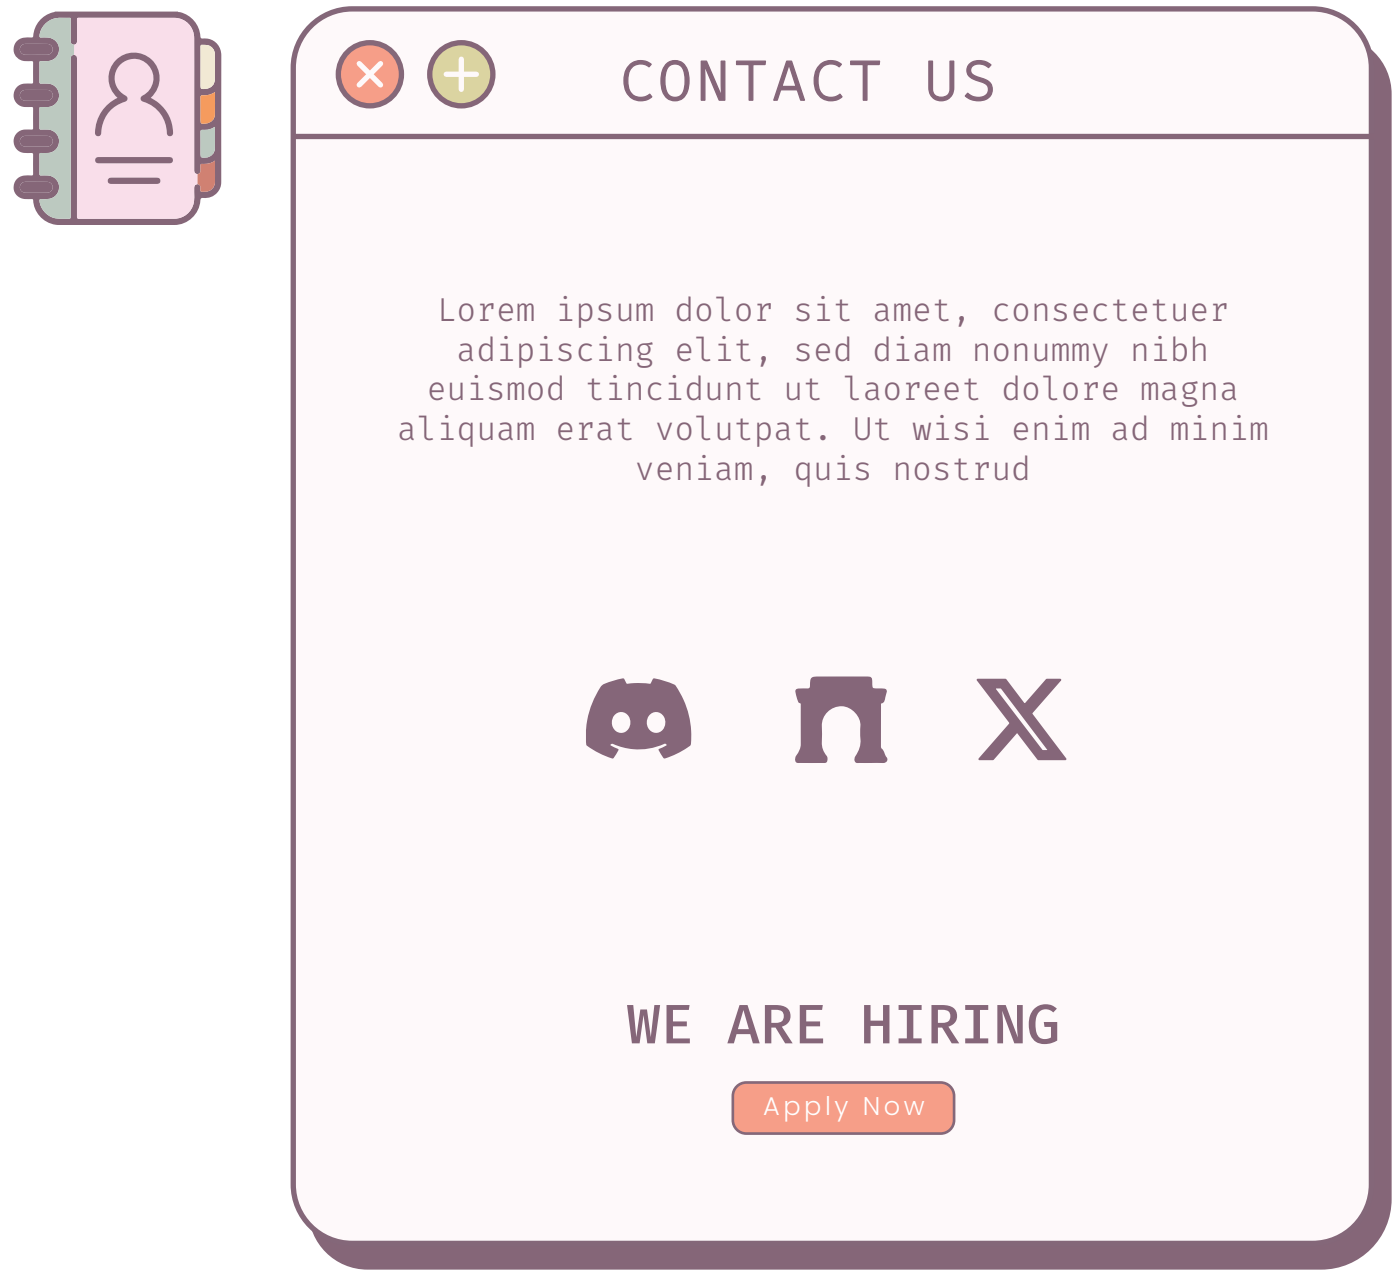 CONTACT US
Lorem ipsum dolor sit amet, consectetuer
adipiscing elit, sed diam nonummy nibh
euismod tincidunt ut laoreet dolore magna
aliquam erat volutpat. Ut wisi enim ad minim
veniam, quis nostrud
WE ARE HIRING
Apply Now